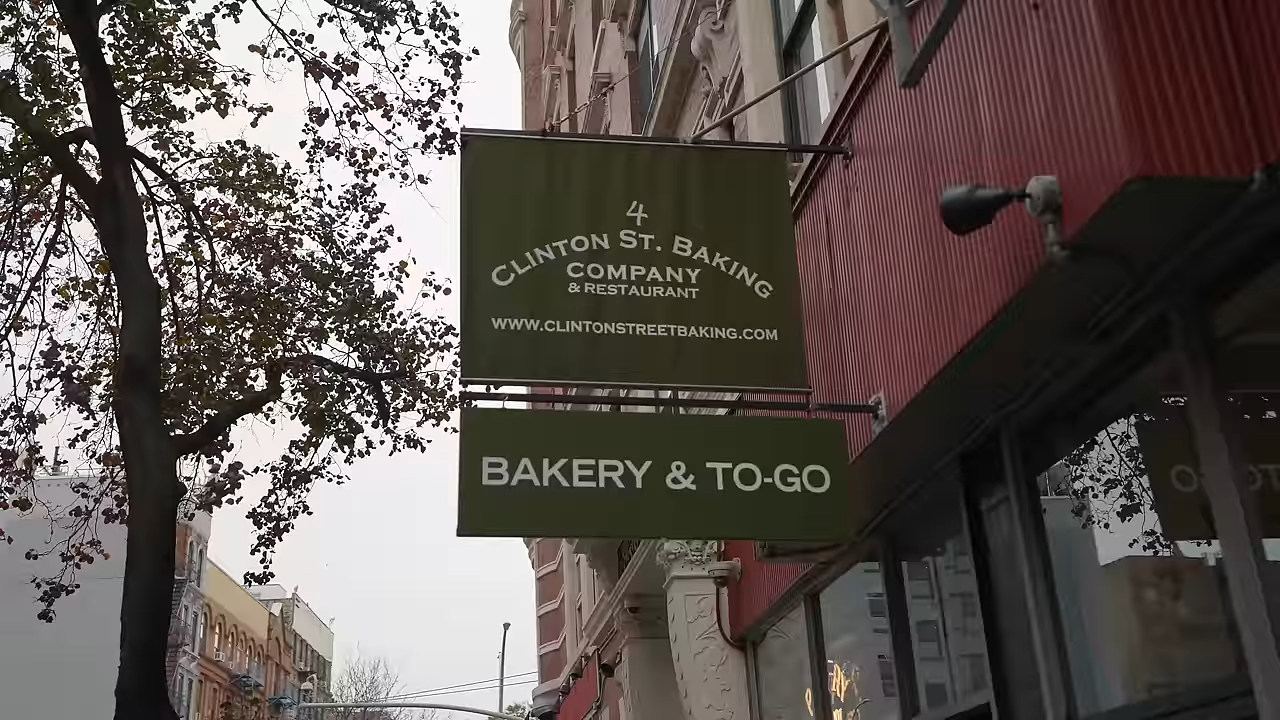 4
CLINTON ST. BAKING
COMPANY
& RESTAURANT
WWW.CLINTONSTREETBAKING.COM
BAKERY & TO-GO